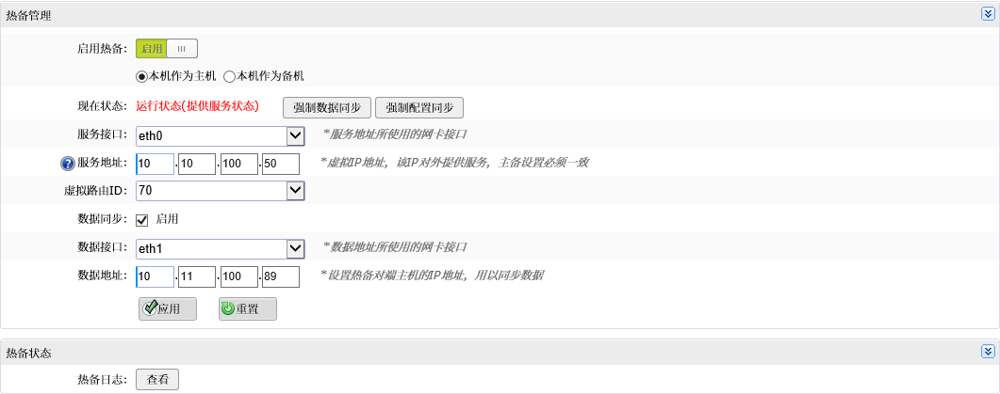 热备管理
启用热备： 启用
本机作为主机 本机作为备机
现在状态： 运行状态(提供服务状态) 强制数据同步 强制配置同步
服务接口： eth0 *服务地址所使用的网卡接口
服务地址： 10 . 10 . 100 . 50 *虚拟IP地址，该IP对外提供服务，主备设置必须一致
虚拟路由ID： 70
数据同步： 启用
数据接口： eth1 *数据地址所使用的网卡接口
数据地址： 10 . 11 . 100 . 89 *设置热备对端主机的IP地址，用以同步数据
应用 重置
热备状态
热备日志： 查看